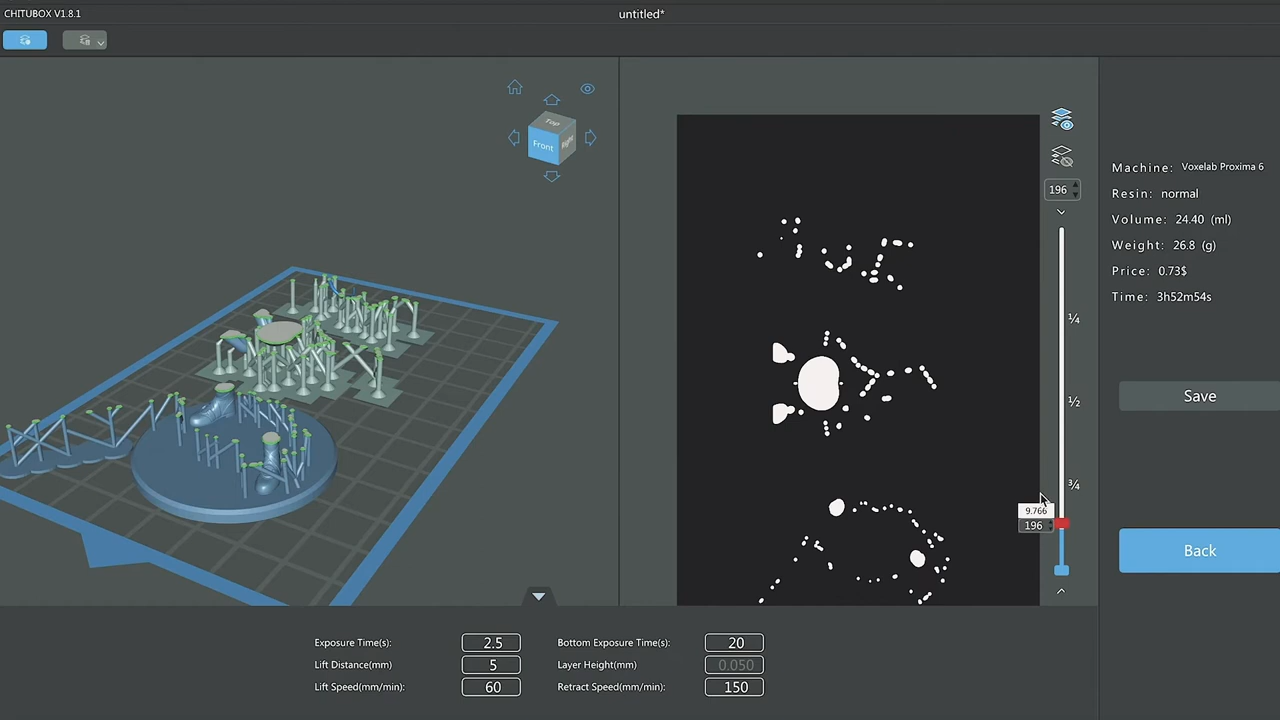 CHITUBOX V1.8.1
untitled*
Top
Front
Right
196
Machine: Voxelab Proxima 6
Resin: normal
Volume: 24.40 (ml)
Weight: 26.8 (g)
Price: 0.73$
Time: 3h52m54s
¼
½
¾
9.766
196
Save
Back
Exposure Time(s): 2.5
Bottom Exposure Time(s): 20
Lift Distance(mm) 5
Layer Height(mm) 0.050
Lift Speed(mm/min): 60
Retract Speed(mm/min): 150